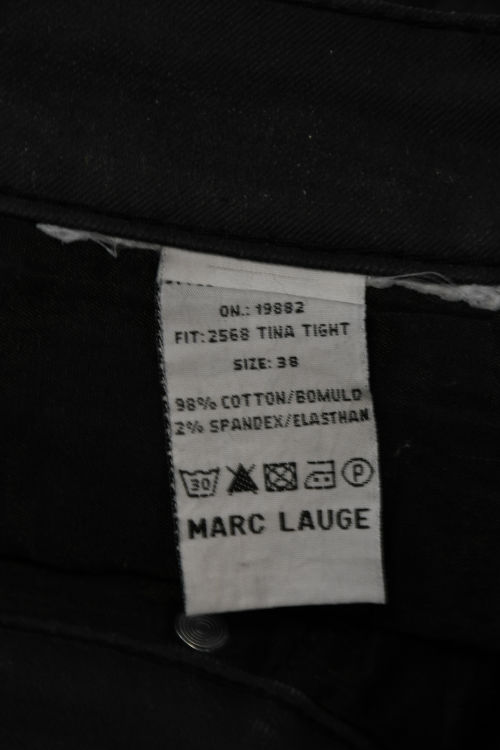 ON.: 19882
FIT:2568 TINA TIGHT
SIZE: 38
98% COTTON/BOMULD
2% SPANDEX/ELASTHAN
30 P
MARC LAUGE